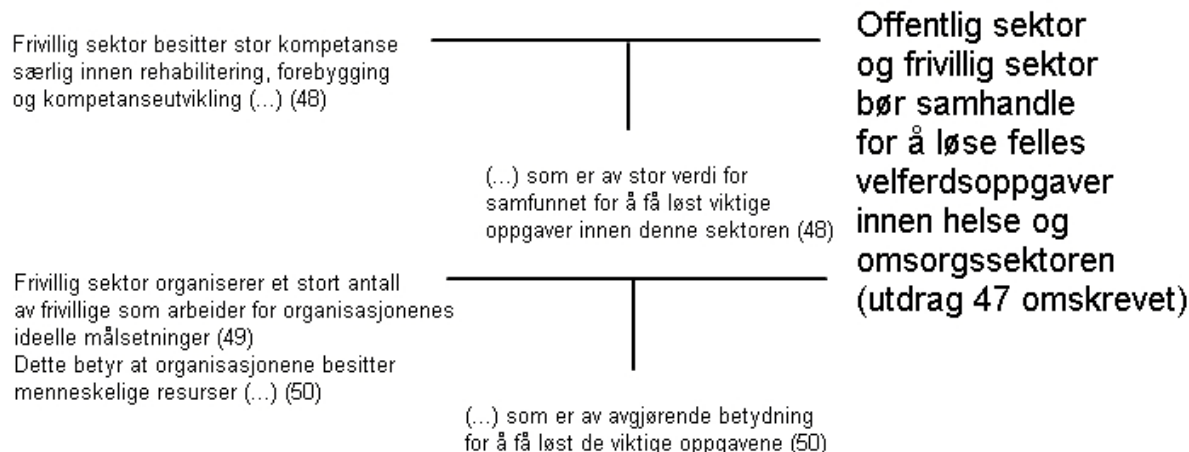 Frivillig sektor besitter stor kompetanse
særlig innen rehabilitering, forebygging
og kompetanseutvikling (...) (48)
(...) som er av stor verdi for
samfunnet for å få løst viktige
oppgaver innen denne sektoren (48)
Frivillig sektor organiserer et stort antall
av frivillige som arbeider for organisasjonenes
ideelle målsetninger (49)
Dette betyr at organisasjonene besitter
menneskelige resurser (...) (50)
(...) som er av avgjørende betydning
for å få løst de viktige oppgavene (50)
Offentlig sektor
og frivillig sektor
bør samhandle
for å løse felles
velferdsoppgaver
innen helse og
omsorgssektoren
(utdrag 47 omskrevet)